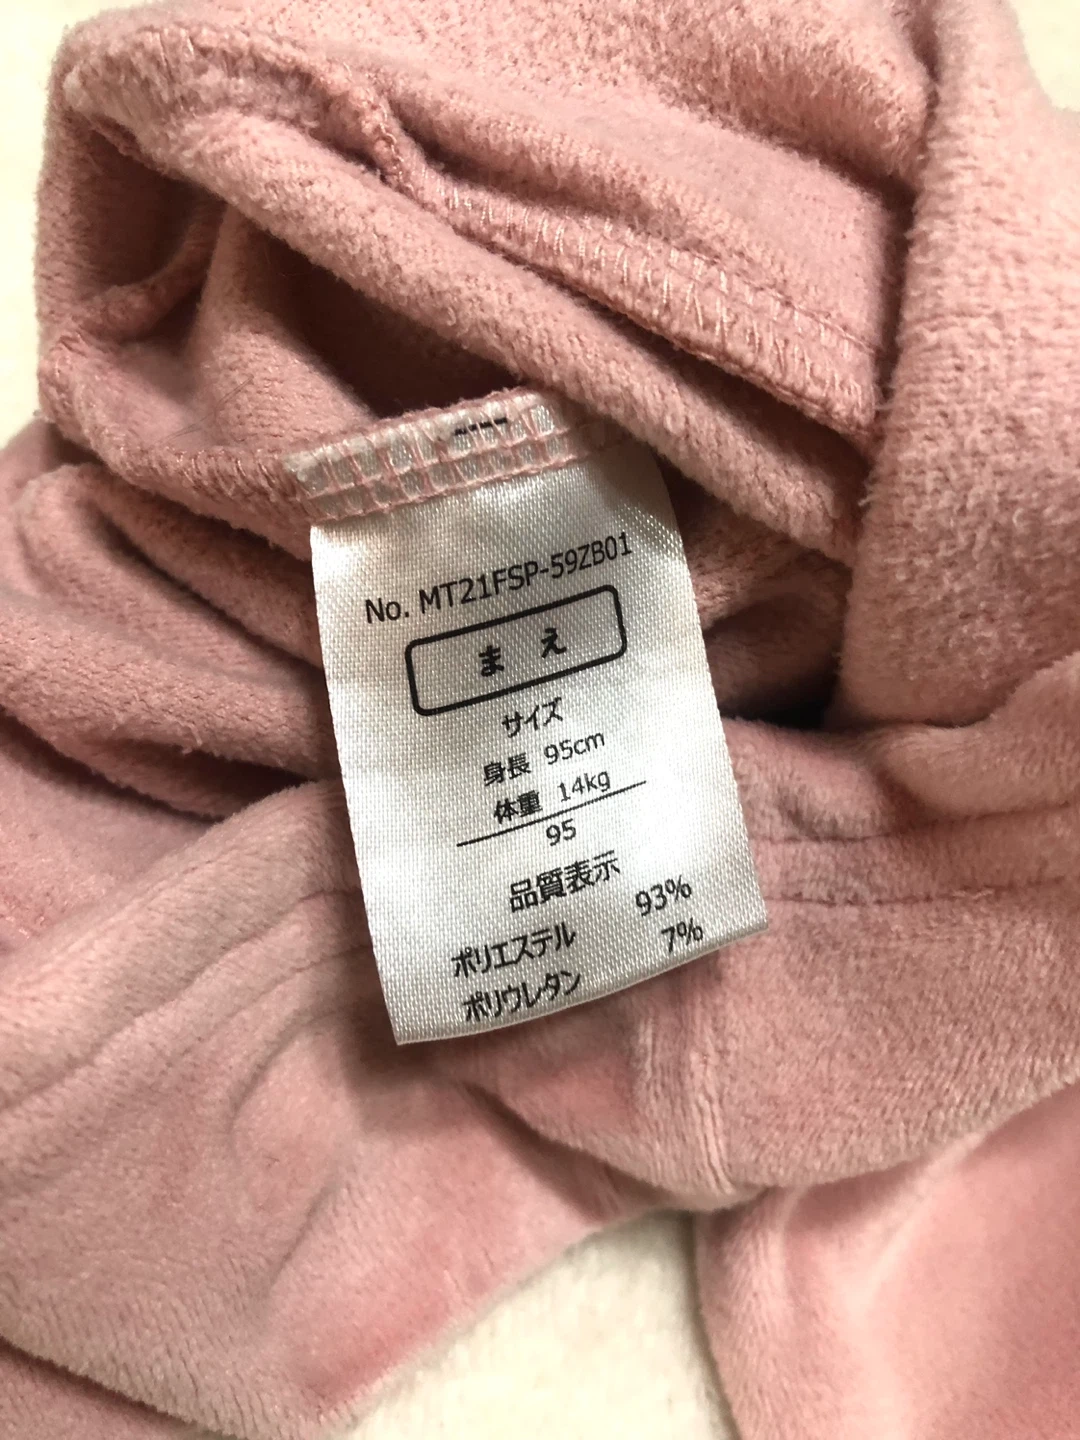 No. MT21FSP-59ZB01
まえ
サイズ
身長 95cm
体重 14kg
95
品質表示
ポリエステル 93%
ポリウレタン 7%